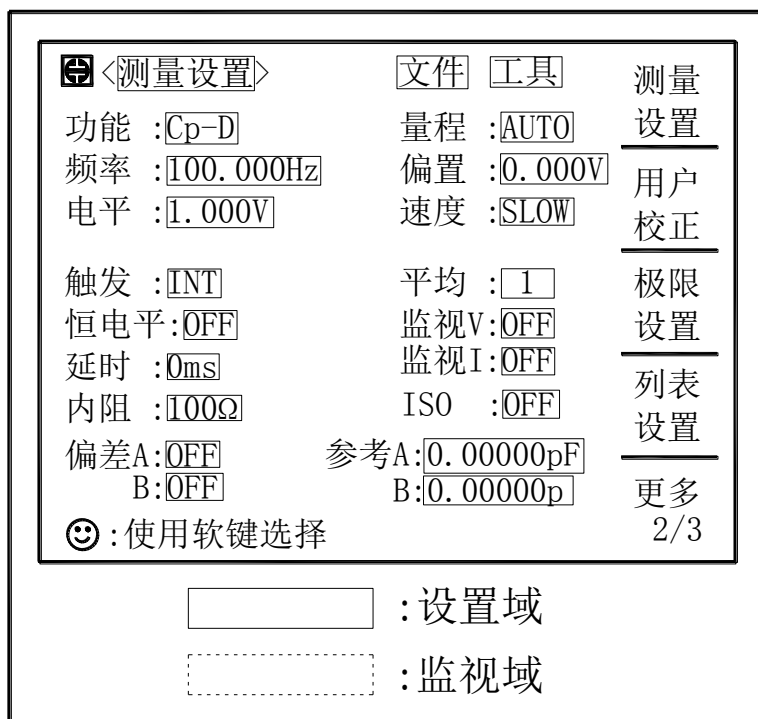 <测量设置> 文件 工具
功能 :Cp-D 量程 :AUTO
频率 :100.000Hz 偏置 :0.000V
电平 :1.000V 速度 :SLOW
触发 :INT 平均 : 1
恒电平:OFF 监视V:OFF
延时 :0ms 监视I:OFF
内阻 :100Ω ISO :OFF
偏差A:OFF 参考A:0.00000pF
B:OFF B:0.00000p
:使用软键选择
测量
设置
用户
校正
极限
设置
列表
设置
更多
2/3
:设置域
:监视域